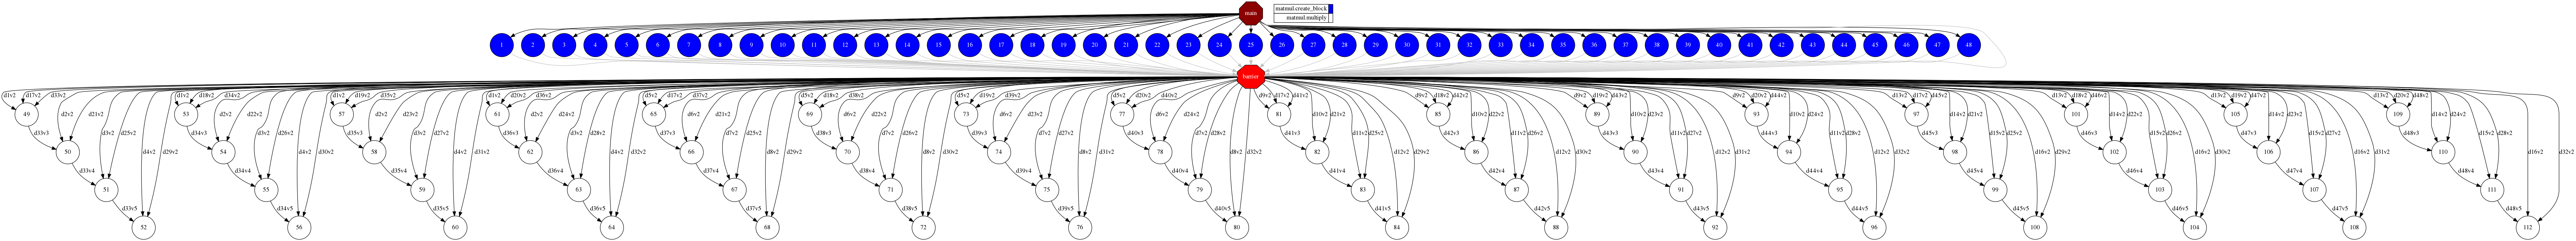 main
matmul.create_block
matmul.multiply
1 2 3 4 5 6 7 8 9 10 11 12 13 14 15 16 17 18 19 20 21 22 23 24 25 26 27 28 29 30 31 32 33 34 35 36 37 38 39 40 41 42 43 44 45 46 47 48
barrier
d1v2 d17v2 d33v2 d1v2 d18v2 d34v2 d1v2 d19v2 d35v2 d1v2 d20v2 d36v2 d5v2 d17v2 d37v2 d5v2 d18v2 d38v2 d5v2 d19v2 d39v2 d5v2 d20v2 d40v2 d9v2 d17v2 d41v2 d9v2 d18v2 d42v2 d9v2 d19v2 d43v2 d9v2 d20v2 d44v2 d13v2 d17v2 d45v2 d13v2 d18v2 d46v2 d13v2 d19v2 d47v2 d13v2 d20v2 d48v2
49 d2v2 d21v2 53 d2v2 d22v2 57 d2v2 d23v2 61 d2v2 d24v2 65 d6v2 d21v2 69 d6v2 d22v2 73 d6v2 d23v2 77 d6v2 d24v2 81 d10v2 d21v2 85 d10v2 d22v2 89 d10v2 d23v2 93 d10v2 d24v2 97 d14v2 d21v2 101 d14v2 d22v2 105 d14v2 d23v2 109 d14v2 d24v2
d33v3 d3v2 d25v2 d34v3 d3v2 d26v2 d35v3 d3v2 d27v2 d36v3 d3v2 d28v2 d37v3 d7v2 d25v2 d38v3 d7v2 d26v2 d39v3 d7v2 d27v2 d40v3 d7v2 d28v2 d41v3 d11v2 d25v2 d42v3 d11v2 d26v2 d43v3 d11v2 d27v2 d44v3 d11v2 d28v2 d45v3 d15v2 d25v2 d46v3 d15v2 d26v2 d47v3 d15v2 d27v2 d48v3 d15v2 d28v2
50 d4v2 d29v2 54 d4v2 d30v2 58 d4v2 d31v2 62 d4v2 d32v2 66 d8v2 d29v2 70 d8v2 d30v2 74 d8v2 d31v2 78 d8v2 d32v2 82 d12v2 d29v2 86 d12v2 d30v2 90 d12v2 d31v2 94 d12v2 d32v2 98 d16v2 d29v2 102 d16v2 d30v2 106 d16v2 d31v2 110 d16v2 d32v2
d33v4 d34v4 d35v4 d36v4 d37v4 d38v4 d39v4 d40v4 d41v4 d42v4 d43v4 d44v4 d45v4 d46v4 d47v4 d48v4
51 55 59 63 67 71 75 79 83 87 91 95 99 103 107 111
d33v5 d34v5 d35v5 d36v5 d37v5 d38v5 d39v5 d40v5 d41v5 d42v5 d43v5 d44v5 d45v5 d46v5 d47v5 d48v5
52 56 60 64 68 72 76 80 84 88 92 96 100 104 108 112